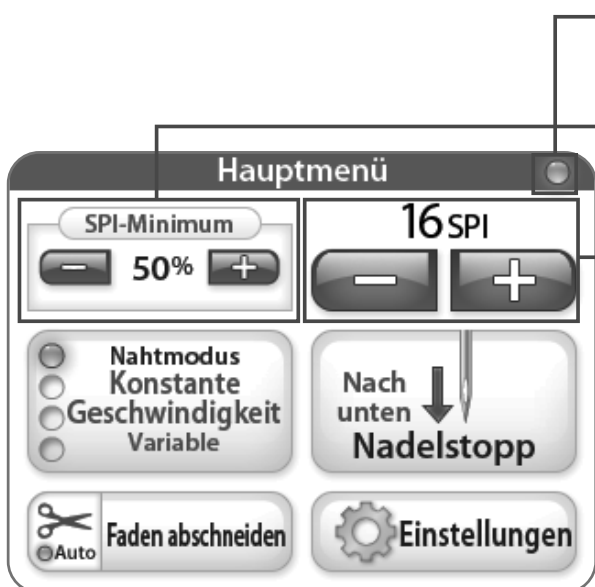 Hauptmenü
SPI-Minimum
50%
16 SPI
Nahtmodus
Konstante
Geschwindigkeit
Variable
Nach
unten
Nadelstopp
Auto
Faden abschneiden
Einstellungen